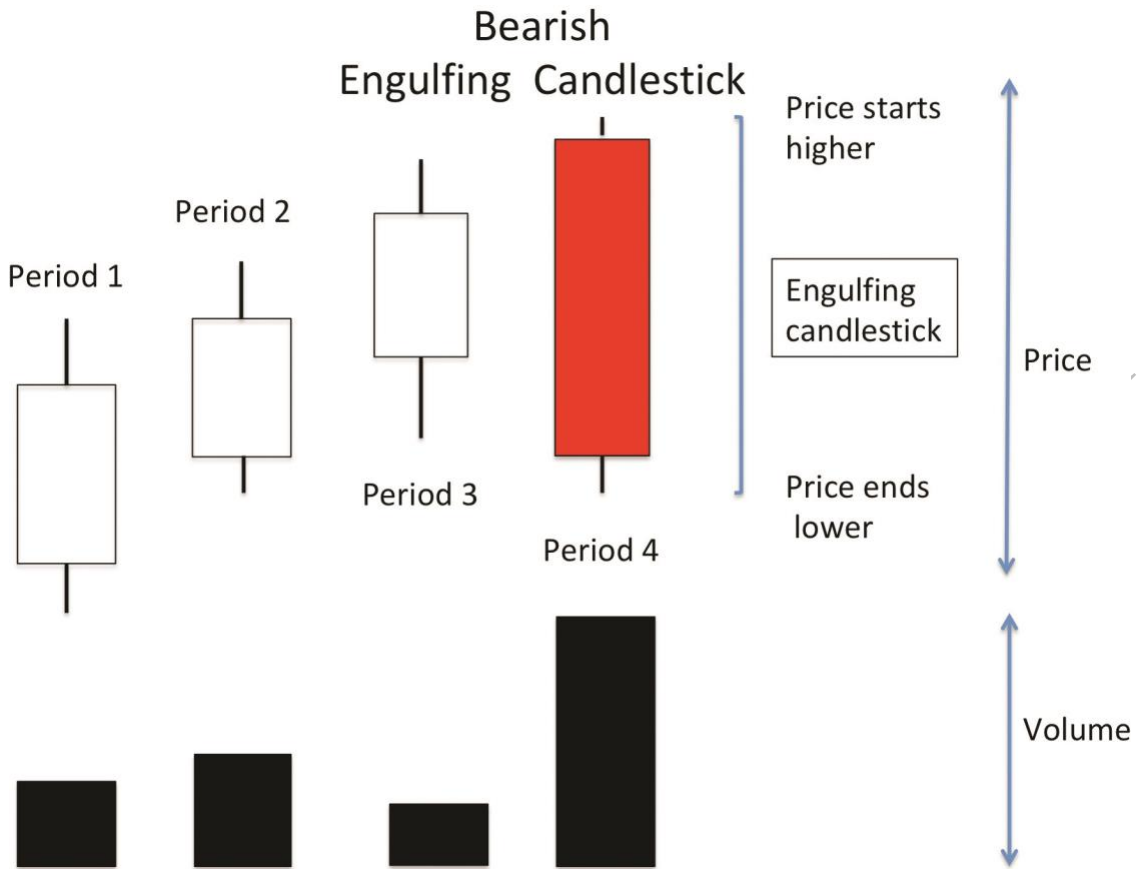 Bearish
Engulfing Candlestick
Price starts
higher
Period 2
Period 1
Engulfing
candlestick
Price
Period 3
Price ends
lower
Period 4
Volume